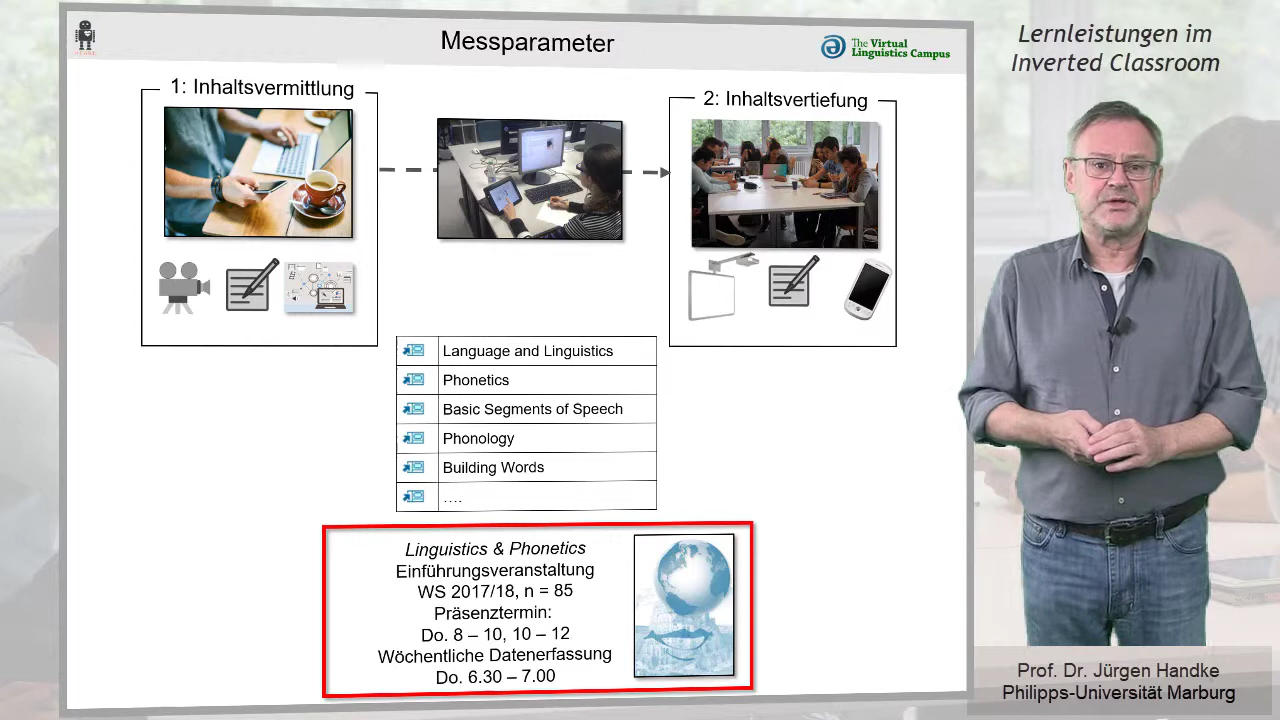 Messparameter
The Virtual
Linguistics Campus
Lernleistungen im
Inverted Classroom
1: Inhaltsvermittlung
2: Inhaltsvertiefung
Language and Linguistics
Phonetics
Basic Segments of Speech
Phonology
Building Words
....
Linguistics & Phonetics
Einführungsveranstaltung
WS 2017/18, n = 85
Präsenztermin:
Do. 8 – 10, 10 – 12
Wöchentliche Datenerfassung
Do. 6.30 – 7.00
Prof. Dr. Jürgen Handke
Philipps-Universität Marburg